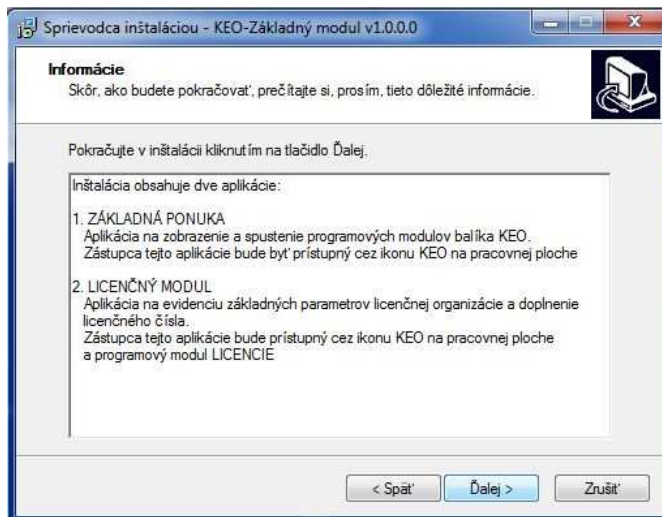 Sprievodca inštaláciou - KEO-Základný modul v1.0.0.0
Informácie
Skôr, ako budete pokračovať, prečítajte si, prosím, tieto dôležité informácie.
Pokračujte v inštalácii kliknutím na tlačidlo Ďalej.
Inštalácia obsahuje dve aplikácie:
1. ZÁKLADNÁ PONUKA
Aplikácia na zobrazenie a spustenie programových modulov balíka KEO.
Zástupca tejto aplikácie bude byť prístupný cez ikonu KEO na pracovnej ploche
2. LICENČNÝ MODUL
Aplikácia na evidenciu základných parametrov licenčnej organizácie a doplnenie
licenčného čísla.
Zástupca tejto aplikácie bude prístupný cez ikonu KEO na pracovnej ploche
a programový modul LICENCIE
< Späť Ďalej > Zrušiť